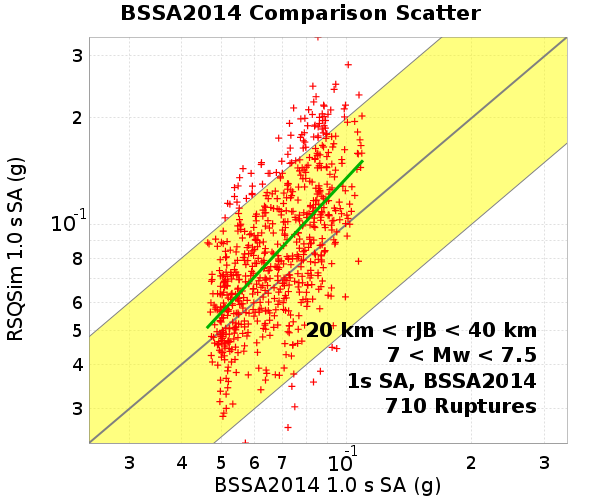 BSSA2014 Comparison Scatter
RSQSim 1.0 s SA (g)
3
2
10-1
8
6
5
4
3
20 km < rJB < 40 km
7 < Mw < 7.5
1s SA, BSSA2014
710 Ruptures
3 4 5 6 7 10-1 2 3
BSSA2014 1.0 s SA (g)